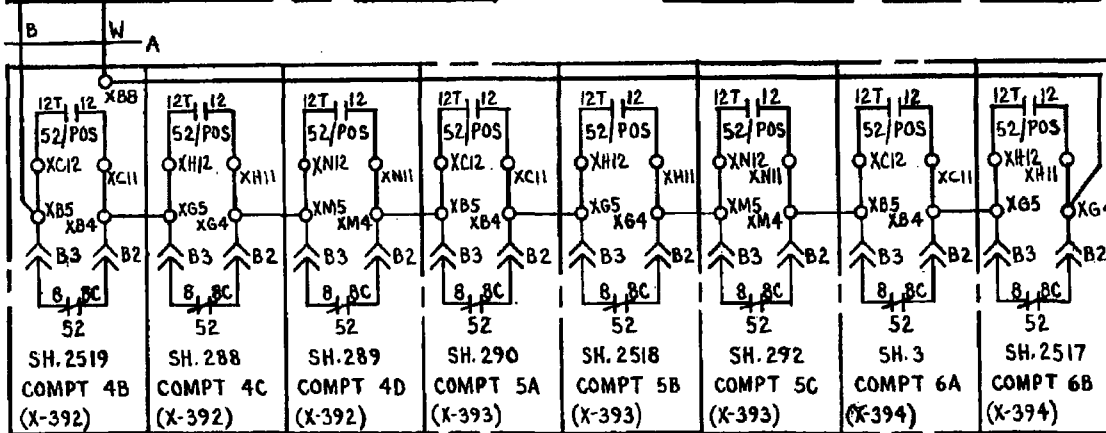 B W A
XB8
12T 12 12T 12 12T 12 12T 12 12T 12 12T 12 12T 12 12T 12
52/POS 52/POS 52/POS 52/POS 52/POS 52/POS 52/POS 52/POS
XC12 XC11 XH12 XH11 XN12 XN11 XC12 XC11 XH12 XH11 XN12 XN11 XC12 XC11 XH12 XH11
XB5 XB4 XG5 XG4 XM5 XM4 XB5 XB4 XG5 XG4 XM5 XM4 XB5 XB4 XG5 XG4
B3 B2 B3 B2 B3 B2 B3 B2 B3 B2 B3 B2 B3 B2 B3 B2
8 8C 8 8C 8 8C 8 8C 8 8C 8 8C 8 8C 8 8C
52 52 52 52 52 52 52 52
SH.2519 SH.288 SH.289 SH.290 SH.2518 SH.292 SH.3 SH.2517
COMPT 4B COMPT 4C COMPT 4D COMPT 5A COMPT 5B COMPT 5C COMPT 6A COMPT 6B
(X-392) (X-392) (X-392) (X-393) (X-393) (X-393) (X-394) (X-394)